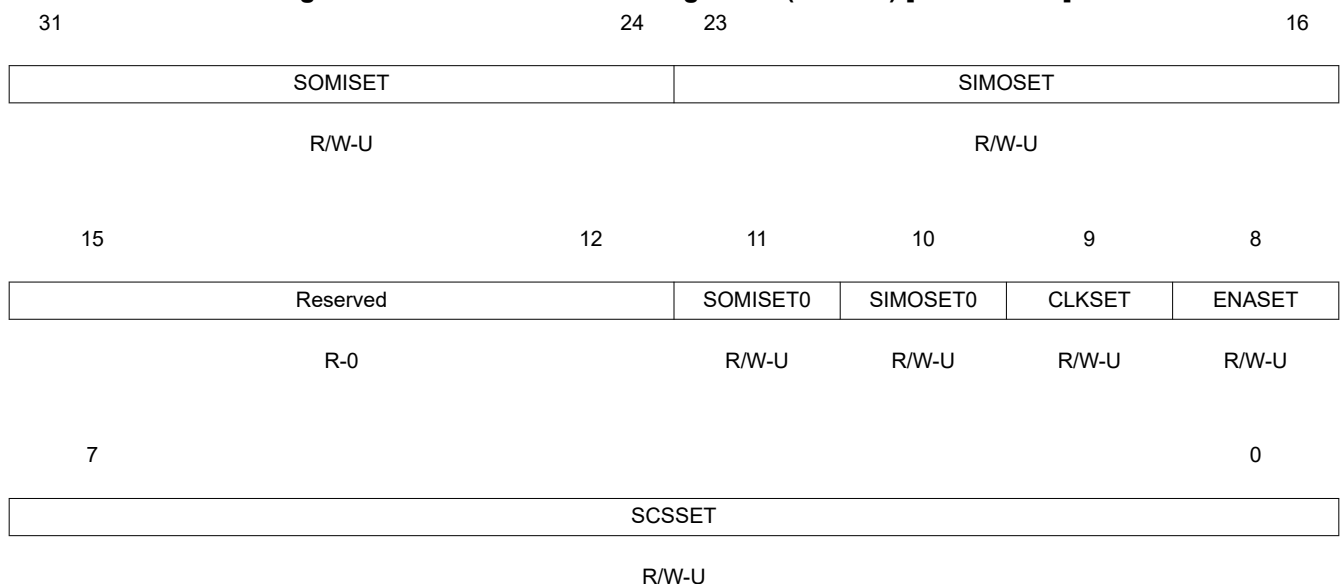 31 24 23 16
SOMISET SIMOSET
R/W-U R/W-U
15 12 11 10 9 8
Reserved SOMISET0 SIMOSET0 CLKSET ENASET
R-0 R/W-U R/W-U R/W-U R/W-U
7 0
SCSSET
R/W-U